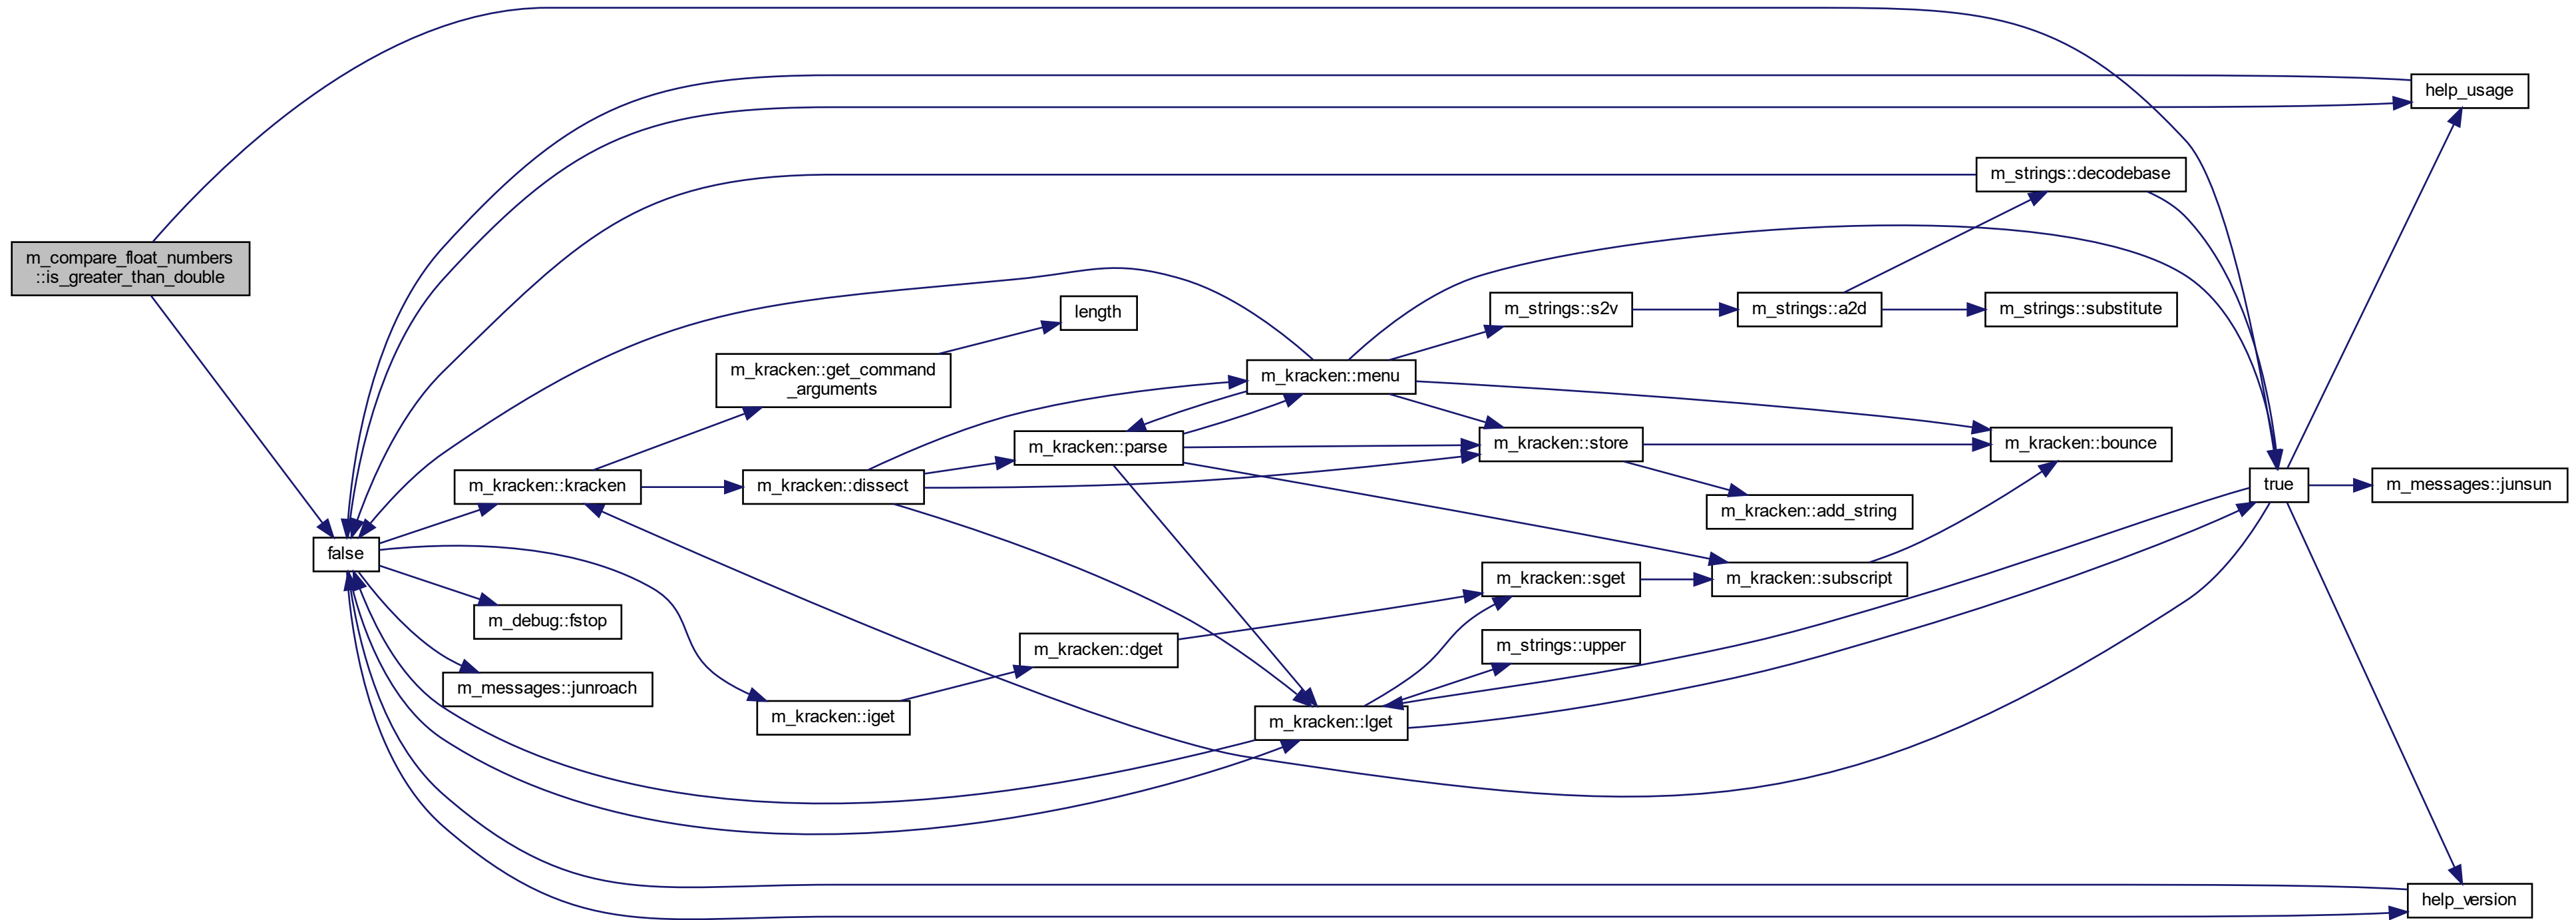 help_usage
m_strings::decodebase
m_compare_float_numbers
::is_greater_than_double
length
m_strings::s2v
m_strings::a2d
m_strings::substitute
m_kracken::get_command
_arguments
m_kracken::menu
m_kracken::parse
m_kracken::store
m_kracken::bounce
m_kracken::kracken
m_kracken::dissect
true
m_messages::junsun
m_kracken::add_string
false
m_kracken::sget
m_kracken::subscript
m_debug::fstop
m_kracken::dget
m_strings::upper
m_messages::junroach
m_kracken::iget
m_kracken::lget
help_version